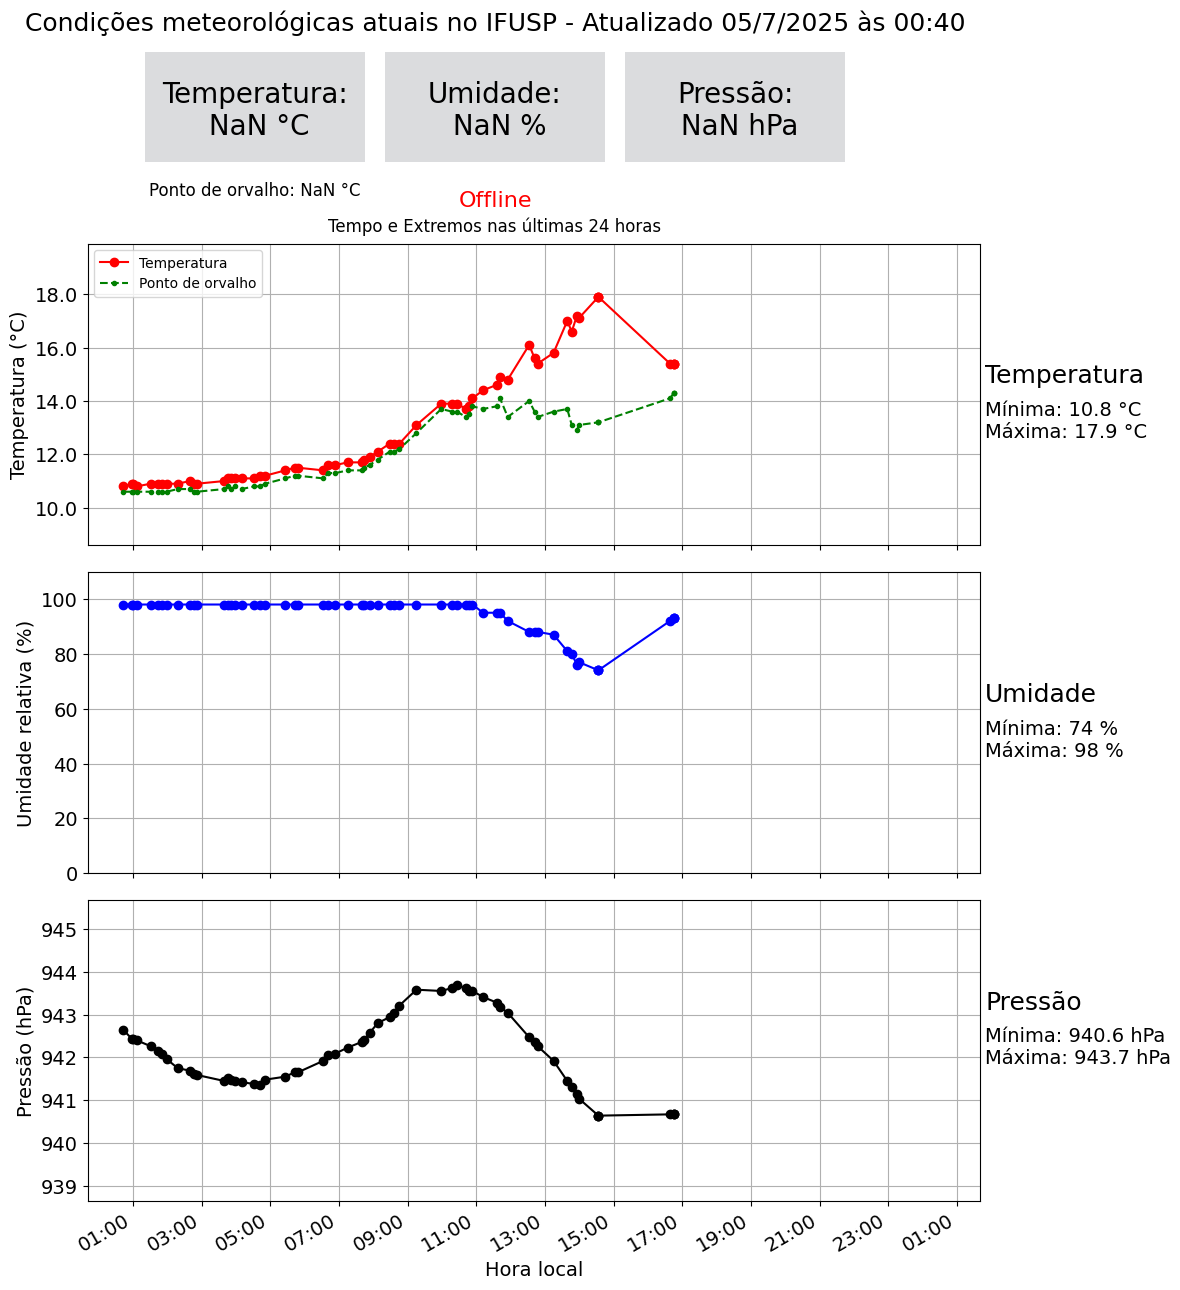 Condições meteorológicas atuais no IFUSP - Atualizado 05/7/2025 às 00:40
Temperatura:
NaN °C
Umidade:
NaN %
Pressão:
NaN hPa
Ponto de orvalho: NaN °C
Offline
Tempo e Extremos nas últimas 24 horas
Temperatura
Ponto de orvalho
Temperatura (°C)
18.0
16.0
14.0
12.0
10.0
Temperatura
Mínima: 10.8 °C
Máxima: 17.9 °C
Umidade relativa (%)
100
80
60
40
20
0
Umidade
Mínima: 74 %
Máxima: 98 %
Pressão (hPa)
945
944
943
942
941
940
939
Pressão
Mínima: 940.6 hPa
Máxima: 943.7 hPa
01:00 03:00 05:00 07:00 09:00 11:00 13:00 15:00 17:00 19:00 21:00 23:00 01:00
Hora local